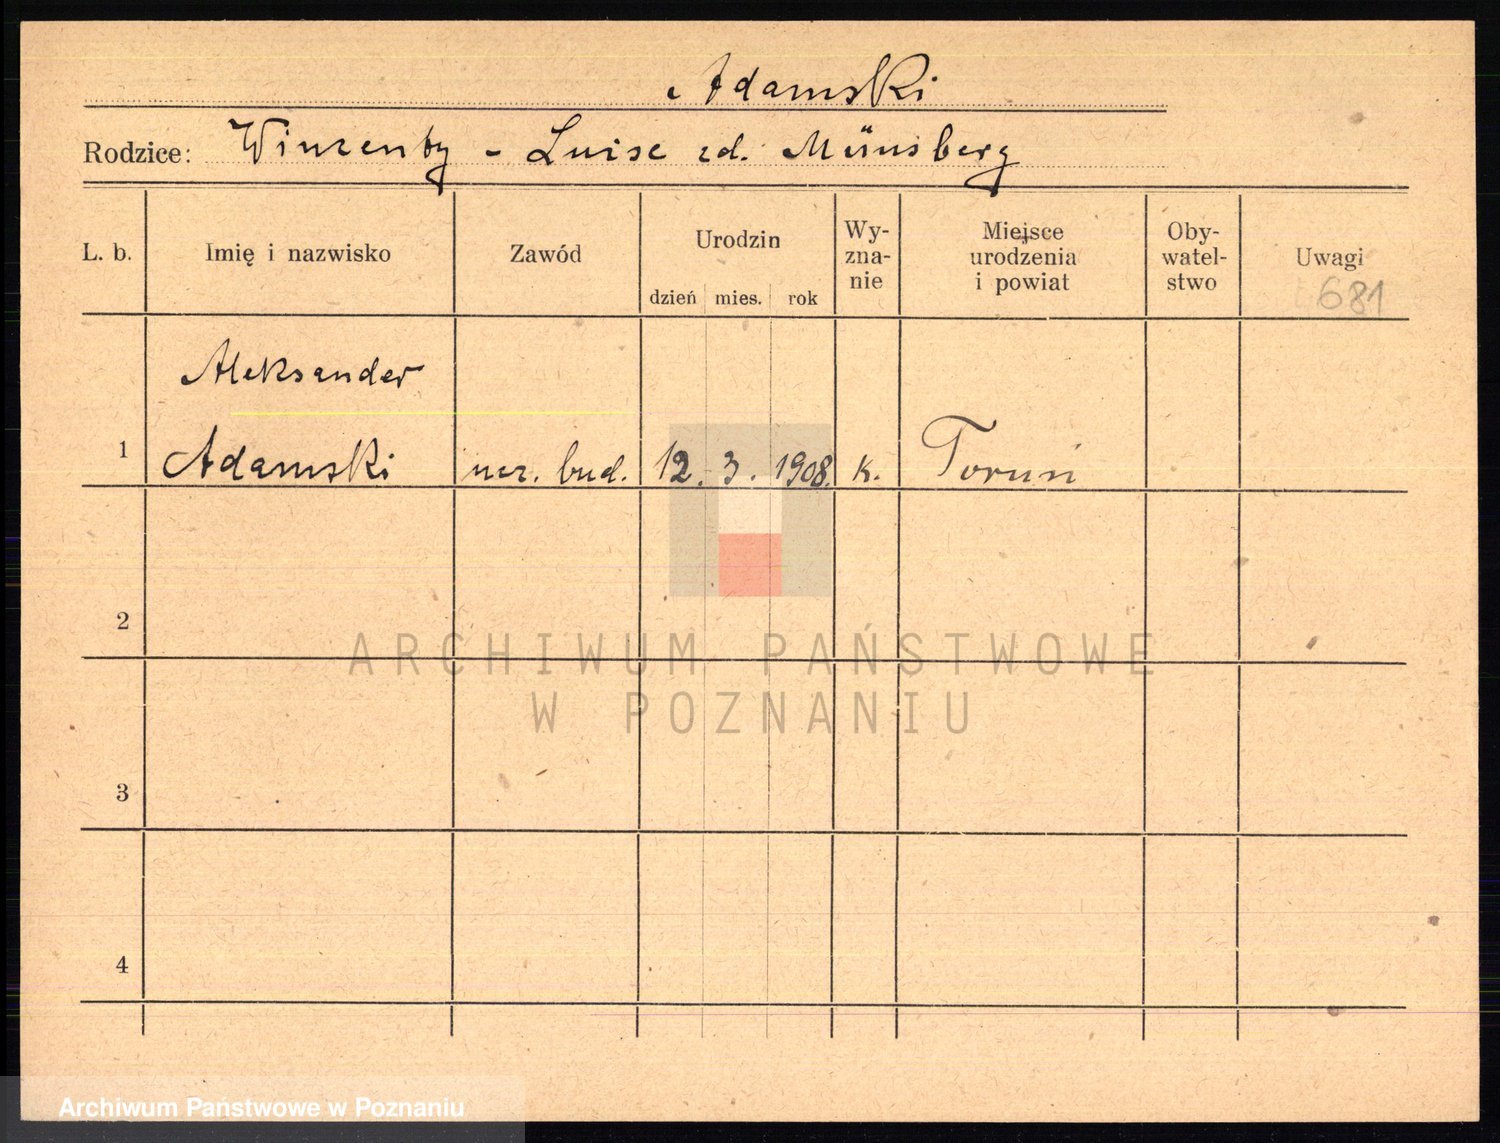 Adamski
Rodzice: Winzenty - Luise zd. Münsberg
L. b. Imię i nazwisko Zawód Urodzin dzień mies. rok Wy-zna-nie Miejsce urodzenia i powiat Oby-watel-stwo Uwagi
681
Aleksander
1 Adamski ucz. bud. 12. 3. 1908. k. Toruń
2
ARCHIWUM PAŃSTWOWE
W POZNANIU
3
4
Archiwum Państwowe w Poznaniu